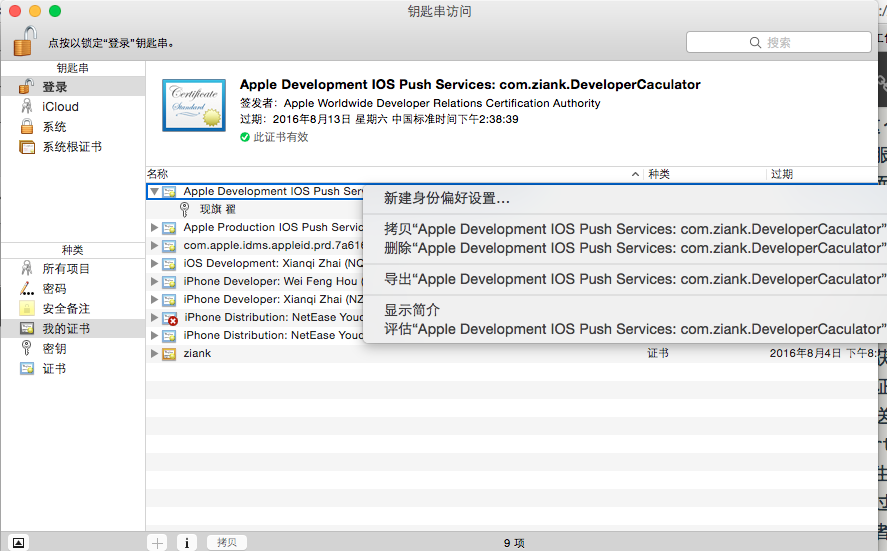 钥匙串访问
点按以锁定“登录”钥匙串。
搜索
钥匙串
登录
iCloud
系统
系统根证书
Apple Development IOS Push Services: com.ziank.DeveloperCaculator
签发者：Apple Worldwide Developer Relations Certification Authority
过期：2016年8月13日 星期六 中国标准时间下午2:38:39
此证书有效
名称 种类 过期
Apple Development IOS Push Ser
现旗 翟
Apple Production IOS Push Servic
com.apple.idms.appleid.prd.7a616
iOS Development: Xianqi Zhai (NQ
iPhone Developer: Wei Feng Hou (
iPhone Developer: Xianqi Zhai (NZ
iPhone Distribution: NetEase Youd
iPhone Distribution: NetEase Youd
ziank 证书 2016年8月4日 下午8:
新建身份偏好设置...
拷贝“Apple Development IOS Push Services: com.ziank.DeveloperCaculator”
删除“Apple Development IOS Push Services: com.ziank.DeveloperCaculator”
导出“Apple Development IOS Push Services: com.ziank.DeveloperCaculator”
显示简介
评估“Apple Development IOS Push Services: com.ziank.DeveloperCaculator”
种类
所有项目
密码
安全备注
我的证书
密钥
证书
拷贝
9 项